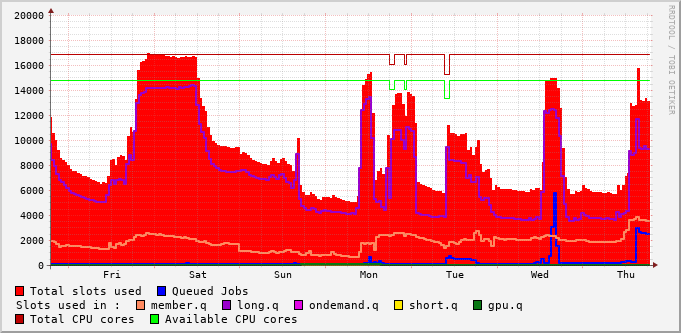 20000
18000
16000
14000
12000
10000
8000
6000
4000
2000
0
Fri Sat Sun Mon Tue Wed Thu
RRDTOOL / TOBI OETIKER
Total slots used Queued Jobs
Slots used in : member.q long.q ondemand.q short.q gpu.q
Total CPU cores Available CPU cores